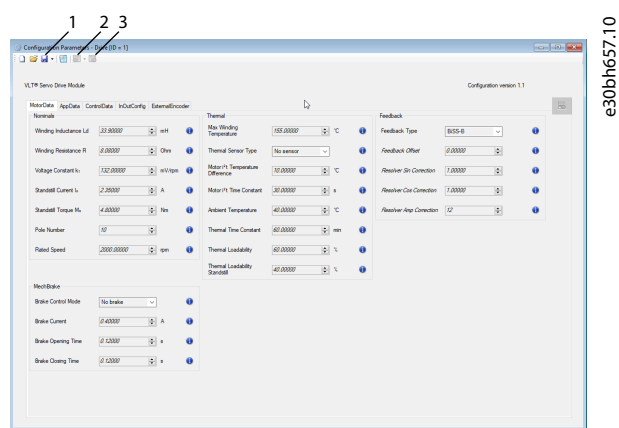 1 2 3
Configuration Parameters - Drive [ID = 1]
VLT® Servo Drive Module
Configuration version 1.1
MotorData AppData ControlData InOutConfig ExternalEncoder
Nominals
Winding Inductance Ld 33.90000 mH
Winding Resistance R 8.00000 Ohm
Voltage Constant kₜ 132.00000 mV/rpm
Standstill Current I₀ 2.35000 A
Standstill Torque M₀ 4.80000 Nm
Pole Number 10
Rated Speed 2000.00000 rpm
MechBrake
Brake Control Mode No brake
Brake Current 0.40000 A
Brake Opening Time 0.12000 s
Brake Closing Time 0.12000 s
Thermal
Max Winding
Temperature 155.00000 °C
Thermal Sensor Type No sensor
Motor I²t Temperature
Difference 10.00000 °C
Motor I²t Time Constant 30.00000 s
Ambient Temperature 40.00000 °C
Thermal Time Constant 60.00000 min
Thermal Loadability 60.00000 %
Thermal Loadability
Standstill 40.00000 %
Feedback
Feedback Type BiSS-B
Feedback Offset 0.00000
Resolver Sin Correction 1.00000
Resolver Cos Correction 1.00000
Resolver Amp Correction 12
e30bh657.10